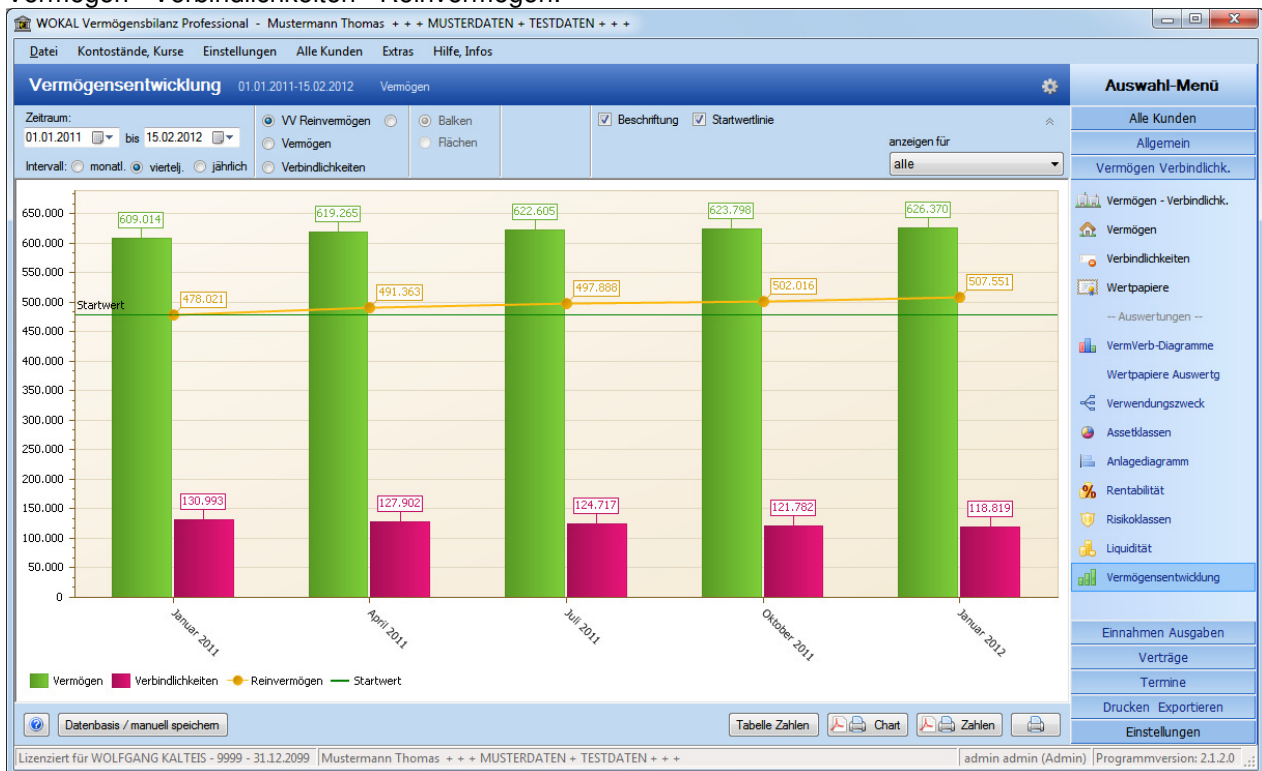 Vermögen - Verbindlichkeiten - Reinvermögen.
WOKAL Vermögensbilanz Professional - Mustermann Thomas + + + MUSTERDATEN + TESTDATEN + + +
Datei Kontostände, Kurse Einstellungen Alle Kunden Extras Hilfe, Infos
Vermögensentwicklung 01.01.2011-15.02.2012 Vermögen
Zeitraum:
01.01.2011 bis 15.02.2012
Intervall: monatl. viertelj. jährlich
VV Reinvermögen
Vermögen
Verbindlichkeiten
Balken
Flächen
Beschriftung Startwertlinie
anzeigen für
alle
650.000
600.000
550.000
500.000
450.000
400.000
350.000
300.000
250.000
200.000
150.000
100.000
50.000
0
Startwert
609.014
619.265
622.605
623.798
626.370
478.021
491.363
497.888
502.016
507.551
130.993
127.902
124.717
121.782
118.819
Januar 2011
April 2011
Juli 2011
Oktober 2011
Januar 2012
Vermögen Verbindlichkeiten Reinvermögen Startwert
Datenbasis / manuell speichern
Tabelle Zahlen Chart Zahlen
Auswahl-Menü
Alle Kunden
Allgemein
Vermögen Verbindlichk.
Vermögen - Verbindlichk.
Vermögen
Verbindlichkeiten
Wertpapiere
-- Auswertungen --
VermVerb-Diagramme
Wertpapiere Auswertg
Verwendungszweck
Assetklassen
Anlagediagramm
Rentabilität
Risikoklassen
Liquidität
Vermögensentwicklung
Einnahmen Ausgaben
Verträge
Termine
Drucken Exportieren
Einstellungen
Lizenziert für WOLFGANG KALTEIS - 9999 - 31.12.2099 Mustermann Thomas + + + MUSTERDATEN + TESTDATEN + + + admin admin (Admin) Programmversion: 2.1.2.0